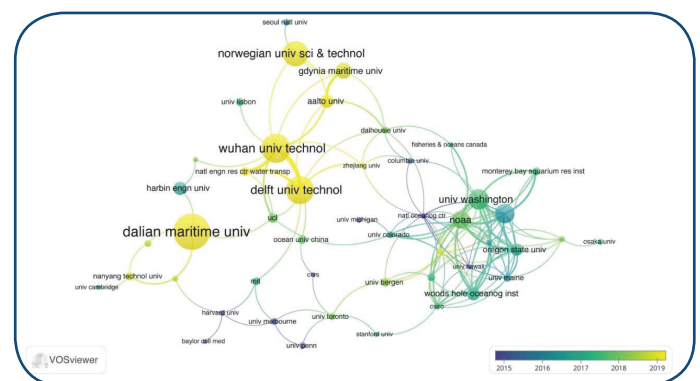 seoul natl univ
norwegian univ sci & technol
gdynia maritime univ
univ lisbon
aalto univ
dalhousie univ
wuhan univ technol
fisheries & oceans canada
zhejiang univ
columbia univ
natl engn res ctr water transp
monterey bay aquarium res inst
harbin engn univ
delft univ technol
univ washington
ucl
univ michigan
natl oceanog ctr
noaa
dalian maritime univ
univ colorado
ocean univ china
oregon state univ
osaka univ
univ hawaii
nanyang technol univ
cnrs
univ cambridge
mit
univ bergen
univ maine
woods hole oceanog inst
csiro
harvard univ
univ melbourne
univ toronto
stanford univ
baylor coll med
univ penn
VOSviewer
2015 2016 2017 2018 2019